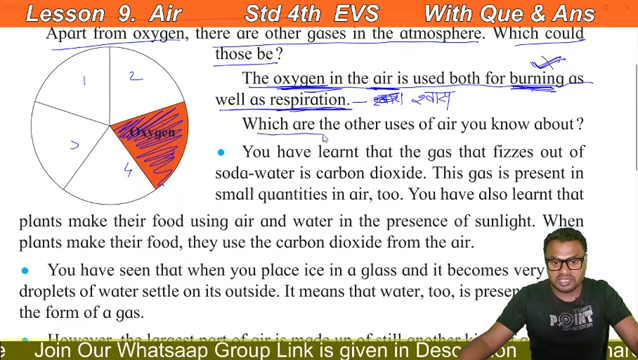 Lesson 9. Air Std 4th EVS With Que & Ans
Apart from oxygen, there are other gases in the atmosphere. Which could
those be?
1 2
Oxygen
3
4
The oxygen in the air is used both for burning as
well as respiration. श्वास
Which are the other uses of air you know about?
• You have learnt that the gas that fizzes out of
soda-water is carbon dioxide. This gas is present in
small quantities in air, too. You have also learnt that
plants make their food using air and water in the presence of sunlight. When
plants make their food, they use the carbon dioxide from the air.
• You have seen that when you place ice in a glass and it becomes very
droplets of water settle on its outside. It means that water, too, is present
the form of a gas.
However, the largest part of air is made up of still another
e Join Our Whatsaap Group Link is given in Description
POINT